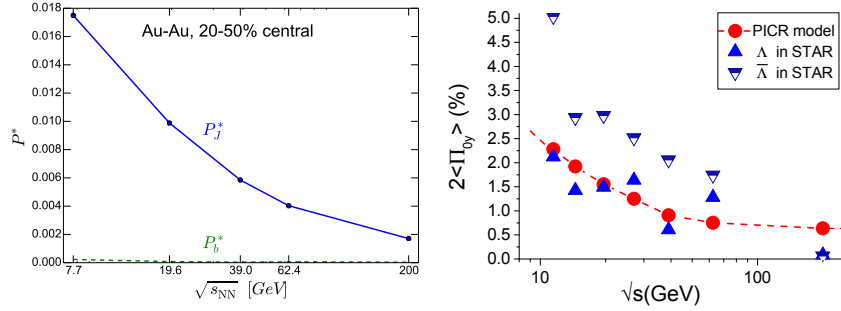 Au-Au, 20-50% central
P*
0.018
0.016
0.014
0.012
0.010
0.008
0.006
0.004
0.002
0.000
P_J^*
P_b^*
7.7 19.6 39.0 62.4 200
√s_NN [GeV]
PICR model
Λ in STAR
Λ̅ in STAR
2<Π_0y> (%)
5.0
4.5
4.0
3.5
3.0
2.5
2.0
1.5
1.0
0.5
0.0
10 100
√s(GeV)